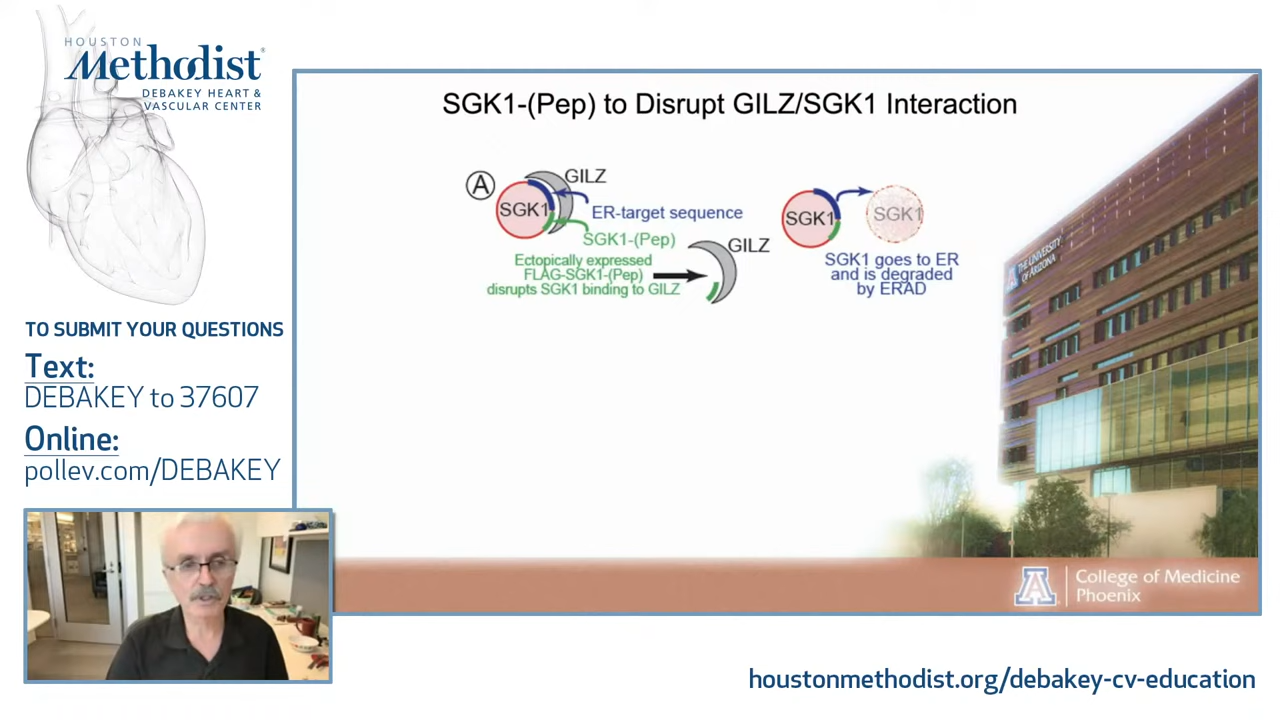 HOUSTON
Methodist®
DEBAKEY HEART &
VASCULAR CENTER
TO SUBMIT YOUR QUESTIONS
Text:
DEBAKEY to 37607
Online:
pollev.com/DEBAKEY
SGK1-(Pep) to Disrupt GILZ/SGK1 Interaction
A
GILZ
SGK1
ER-target sequence
SGK1-(Pep)
Ectopically expressed
FLAG-SGK1-(Pep)
disrupts SGK1 binding to GILZ
GILZ
SGK1
SGK1
SGK1 goes to ER
and is degraded
by ERAD
THE UNIVERSITY
OF ARIZONA
A
College of Medicine
Phoenix
houstonmethodist.org/debakey-cv-education